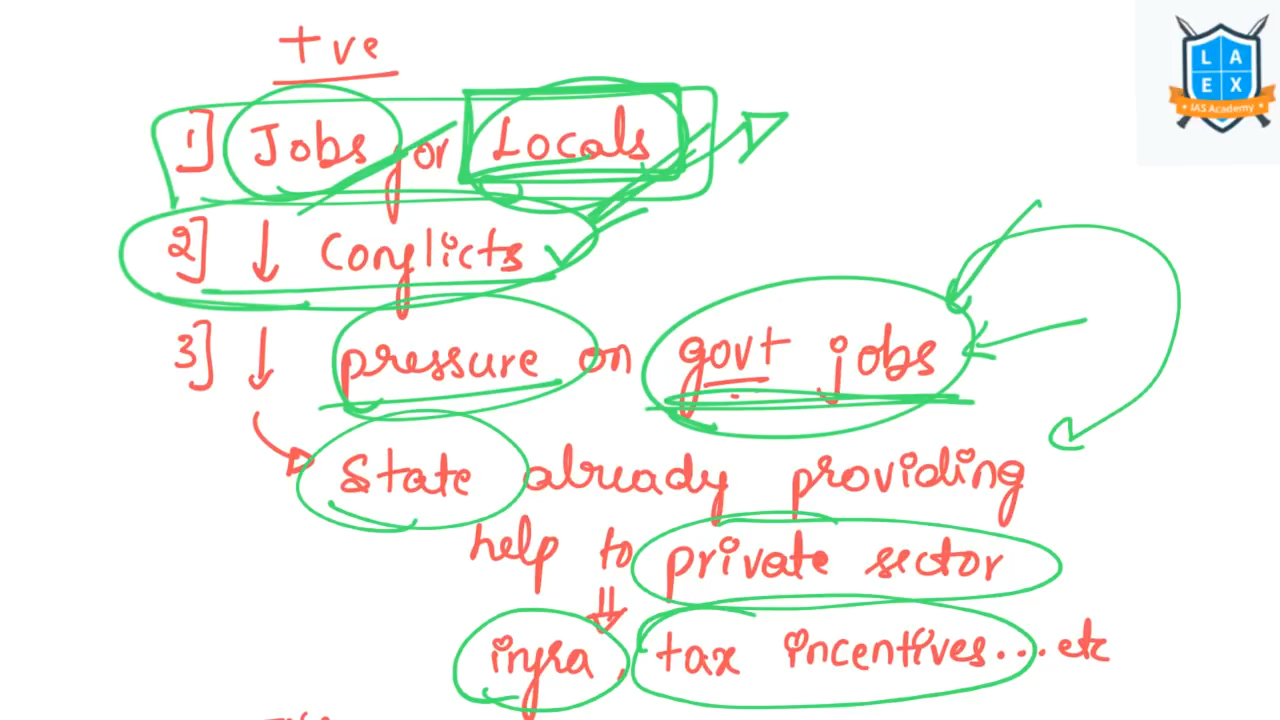 +ve
1] Jobs for Locals
2] ↓ Conflicts
3] ↓ pressure on govt jobs
State already providing
help to private sector
infra, tax incentives... etc
L A
E X
IAS Academy